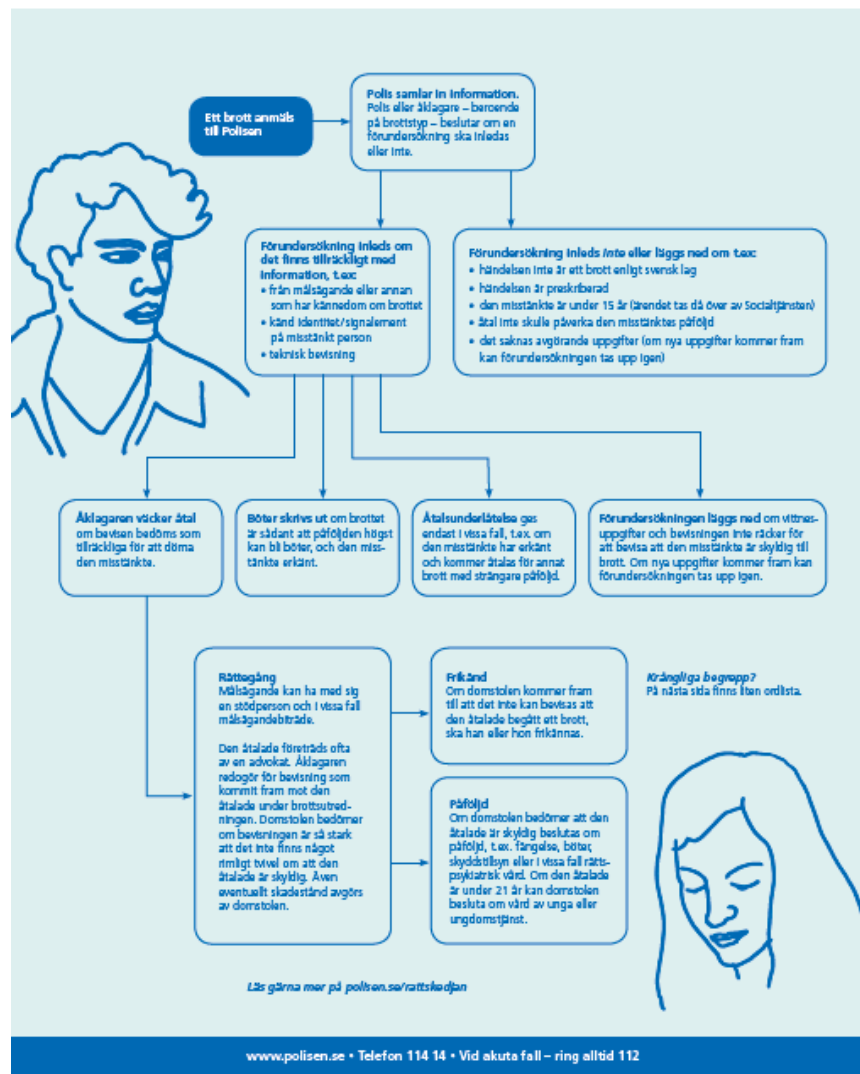 Ett brott anmäls
till Polisen
Polis samlar in information.
Polis eller åklagare – beroende
på brottstyp – beslutar om en
förundersökning ska inledas
eller inte.
Förundersökning inleds om
det finns tillräckligt med
information, t.ex:
• från målsägande eller annan
som har kännedom om brottet
• känd identitet/signalement
på misstänkt person
• teknisk bevisning
Förundersökning inleds inte eller läggs ned om t.ex:
• händelsen inte är ett brott enligt svensk lag
• händelsen är preskriberad
• den misstänkte är under 15 år (ärendet tas då över av Socialtjänsten)
• åtal inte skulle påverka den misstänktes påföljd
• det saknas avgörande uppgifter (om nya uppgifter kommer fram
kan förundersökningen tas upp igen)
Åklagaren väcker åtal
om bevisen bedöms som
tillräckliga för att döma
den misstänkte.
Böter skrivs ut om brottet
är sådant att påföljden högst
kan bli böter, och den miss-
tänkte erkänt.
Åtalsunderlåtelse ges
endast i vissa fall, t.ex. om
den misstänkte har erkänt
och kommer åtalas för annat
brott med strängare påföljd.
Förundersökningen läggs ned om vittnes-
uppgifter och bevisningen inte räcker för
att bevisa att den misstänkte är skyldig till
brott. Om nya uppgifter kommer fram kan
förundersökningen tas upp igen.
Rättegång
Målsägande kan ha med sig
en stödperson och i vissa fall
målsägandebiträde.
Den åtalade företräds ofta
av en advokat. Åklagaren
redogör för bevisning som
kommit fram mot den
åtalade under brottsutred-
ningen. Domstolen bedömer
om bevisningen är så stark
att det inte finns något
rimligt tvivel om att den
åtalade är skyldig. Även
eventuellt skadestånd avgörs
av domstolen.
Frikänd
Om domstolen kommer fram
till att det inte kan bevisas att
den åtalade begått ett brott,
ska han eller hon frikännas.
Krångliga begrepp?
På nästa sida finns liten ordlista.
Påföljd
Om domstolen bedömer att den
åtalade är skyldig beslutas om
påföljd, t.ex. fängelse, böter,
skyddstillsyn eller i vissa fall rätts-
psykiatrisk vård. Om den åtalade
är under 21 år kan domstolen
besluta om vård av unga eller
ungdomstjänst.
Läs gärna mer på polisen.se/rattskedjan
www.polisen.se • Telefon 114 14 • Vid akuta fall – ring alltid 112